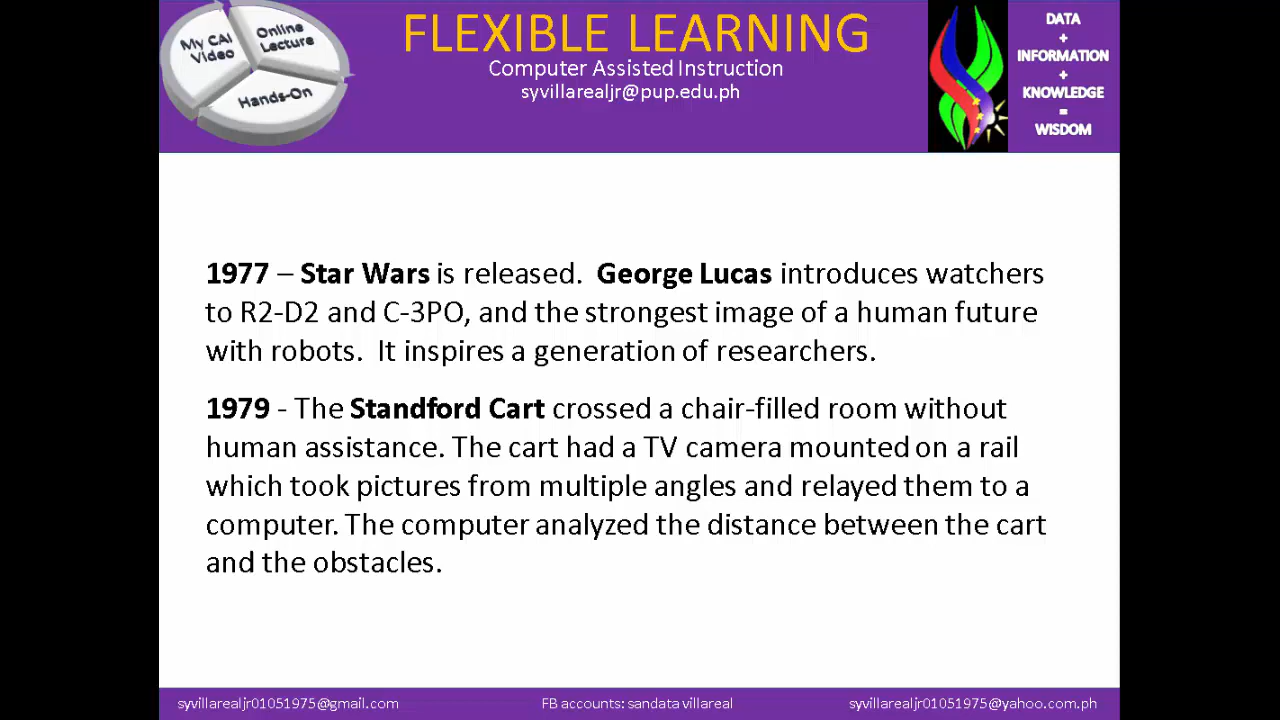 My CAI
Video
Online
Lecture
Hands-On
FLEXIBLE LEARNING
Computer Assisted Instruction
syvillarealjr@pup.edu.ph
DATA
+
INFORMATION
+
KNOWLEDGE
=
WISDOM
1977 – Star Wars is released.  George Lucas introduces watchers
to R2-D2 and C-3PO, and the strongest image of a human future
with robots.  It inspires a generation of researchers.
1979 - The Standford Cart crossed a chair-filled room without
human assistance. The cart had a TV camera mounted on a rail
which took pictures from multiple angles and relayed them to a
computer. The computer analyzed the distance between the cart
and the obstacles.
syvillarealjr01051975@gmail.com
FB accounts: sandata villareal
syvillarealjr01051975@yahoo.com.ph